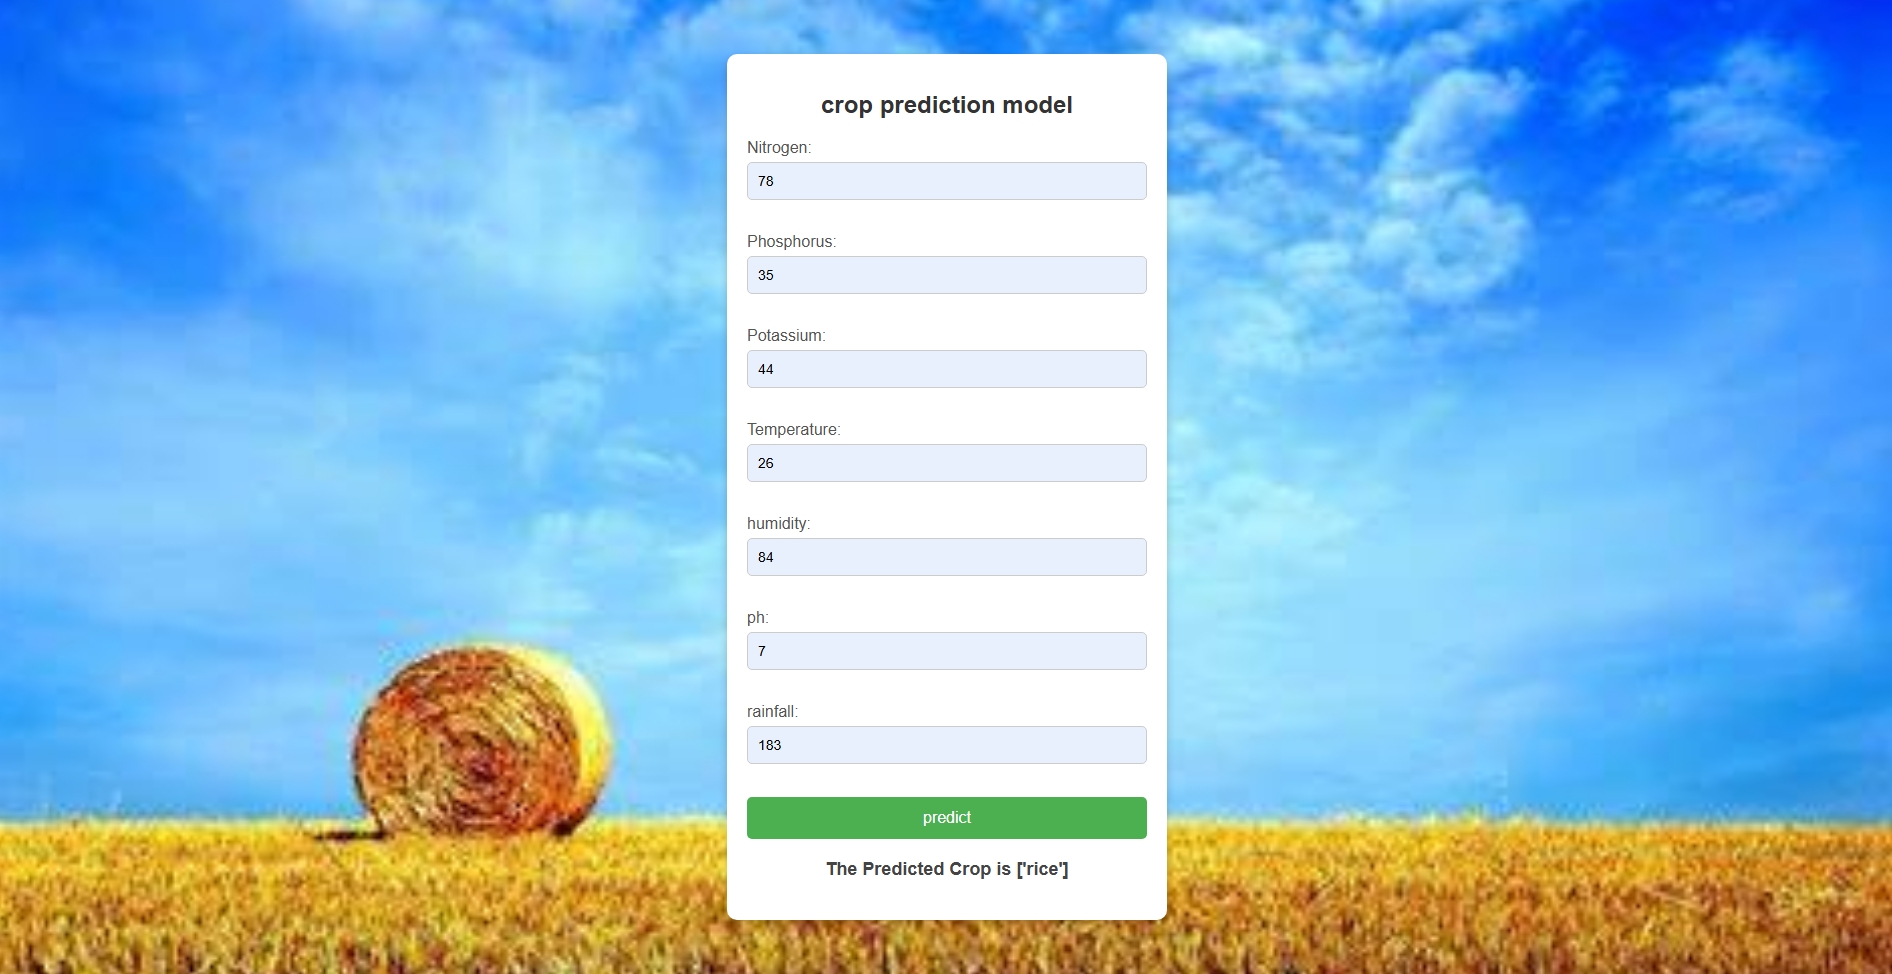 crop prediction model
Nitrogen:
78
Phosphorus:
35
Potassium:
44
Temperature:
26
humidity:
84
ph:
7
rainfall:
183
predict
The Predicted Crop is ['rice']